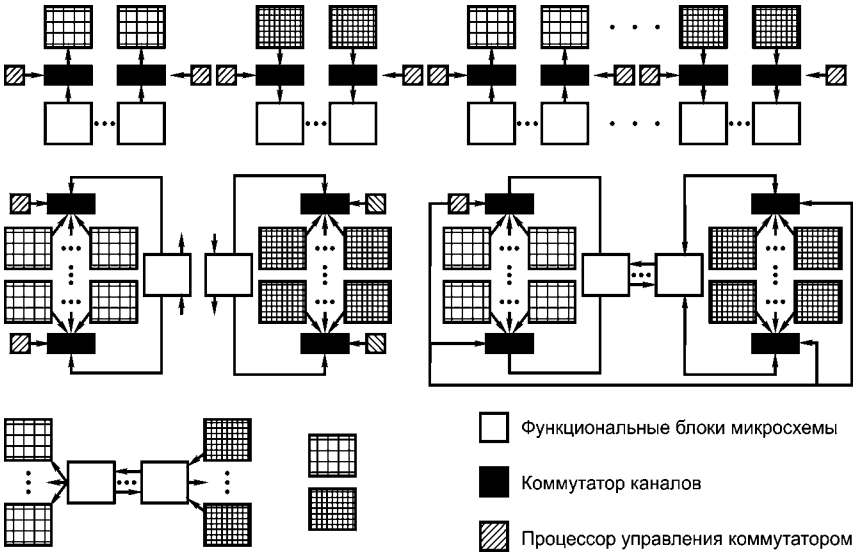 Функциональные блоки микросхемы
Коммутатор каналов
Процессор управления коммутатором